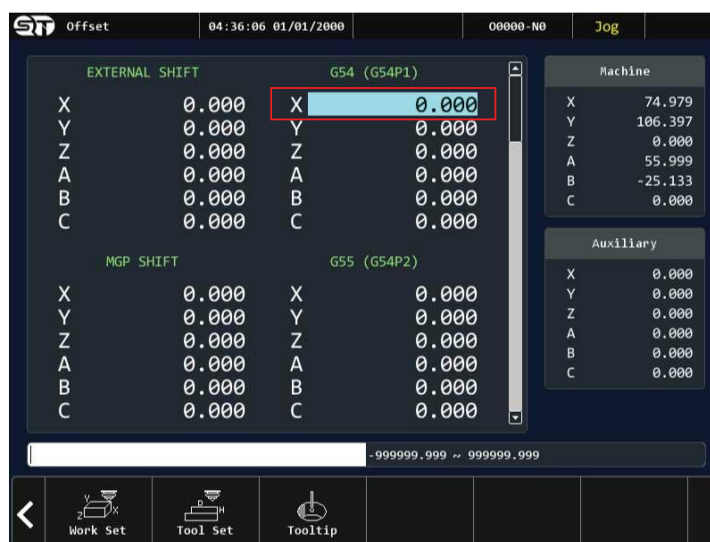 Offset 04:36:06 01/01/2000 O0000-N0 Jog
EXTERNAL SHIFT G54 (G54P1)
X 0.000 X 0.000
Y 0.000 Y 0.000
Z 0.000 Z 0.000
A 0.000 A 0.000
B 0.000 B 0.000
C 0.000 C 0.000
MGP SHIFT G55 (G54P2)
X 0.000 X 0.000
Y 0.000 Y 0.000
Z 0.000 Z 0.000
A 0.000 A 0.000
B 0.000 B 0.000
C 0.000 C 0.000
Machine
X 74.979
Y 106.397
Z 0.000
A 55.999
B -25.133
C 0.000
Auxiliary
X 0.000
Y 0.000
Z 0.000
A 0.000
B 0.000
C 0.000
-999999.999 ~ 999999.999
Y
Z X
D
H
Work Set Tool Set Tooltip